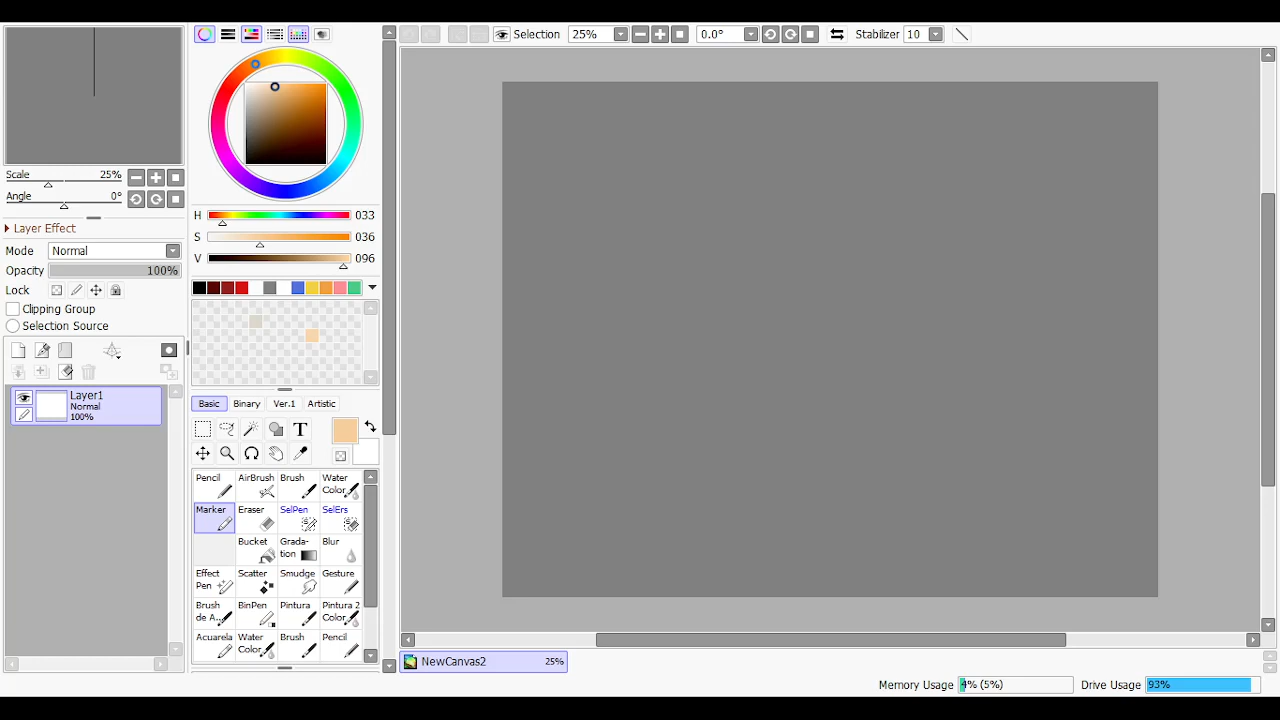 Selection 25% 0.0° Stabilizer 10
Scale 25%
Angle 0°
Layer Effect
Mode Normal
Opacity 100%
Lock
Clipping Group
Selection Source
Layer1
Normal
100%
H 033
S 036
V 096
Basic Binary Ver.1 Artistic
T
Pencil AirBrush Brush Water Color
Marker Eraser SelPen SelErs
Bucket Grada-tion Blur
Effect Pen Scatter Smudge Gesture
Brush de A... BinPen Pintura Pintura 2 Color
Acuarela Water Color Brush Pencil
NewCanvas2 25%
Memory Usage 4% (5%) Drive Usage 93%